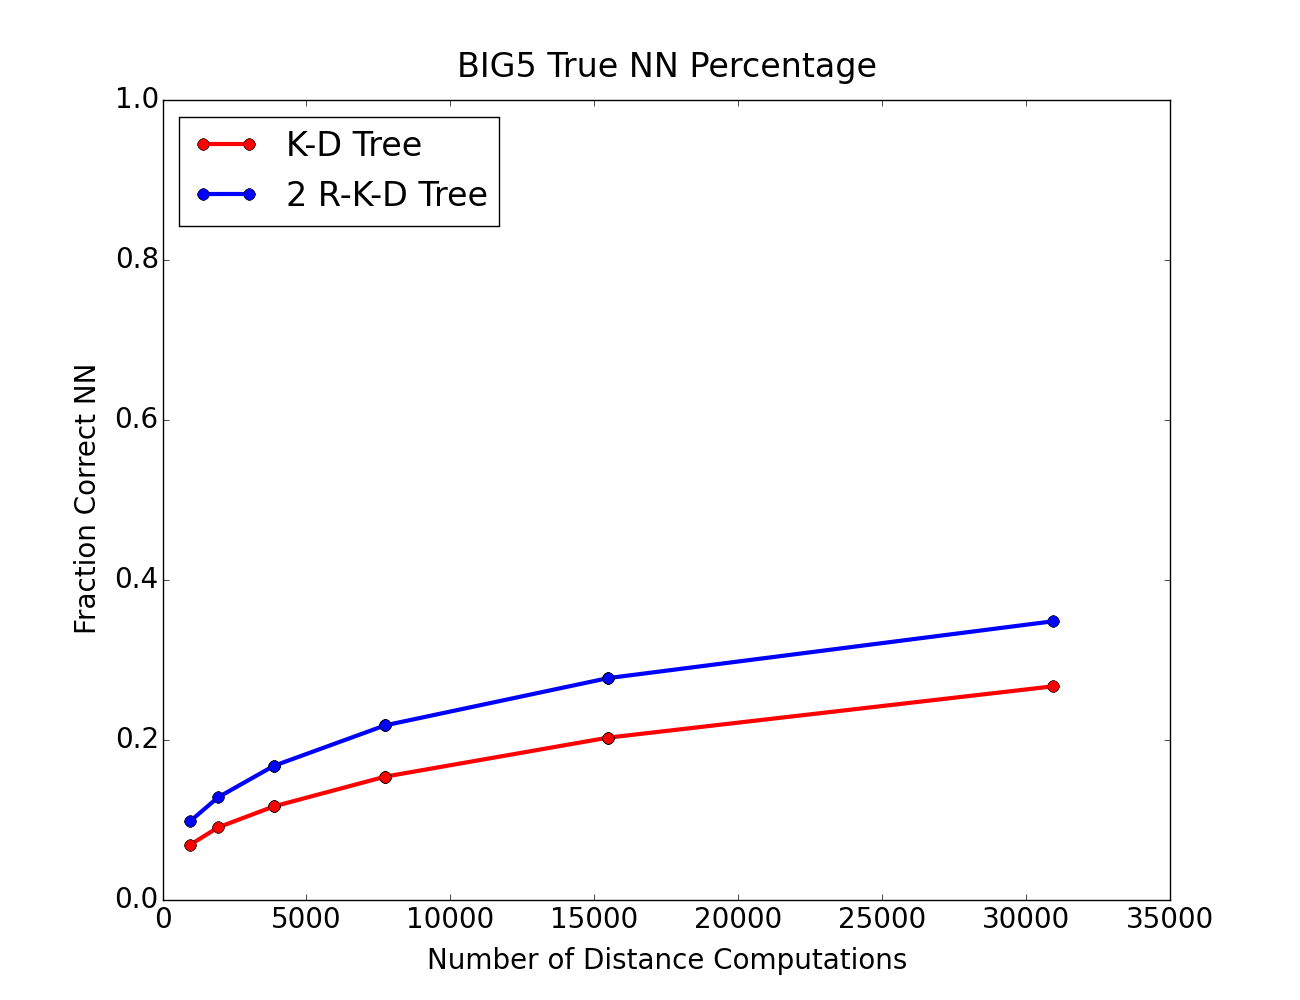 BIG5 True NN Percentage
K-D Tree
2 R-K-D Tree
1.0
0.8
0.6
0.4
0.2
0.0
Fraction Correct NN
0 5000 10000 15000 20000 25000 30000 35000
Number of Distance Computations